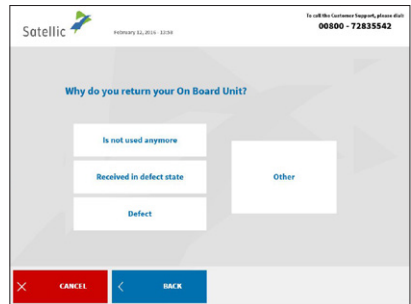 Satellic
February 12, 2016 - 13:50
To call the Customer Support, please dial:
00800 - 72835542
Why do you return your On Board Unit?
Is not used anymore
Received in defect state
Defect
Other
CANCEL
BACK